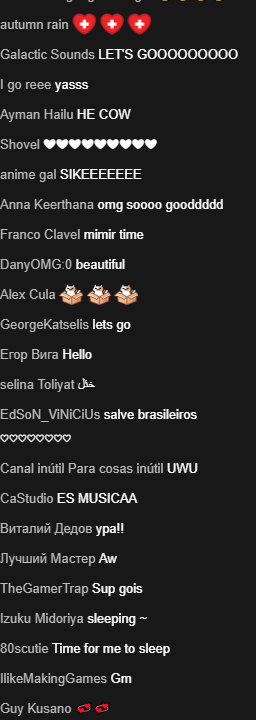 autumn rain
Galactic Sounds LET'S GOOOOOOOOO
I go reee yasss
Ayman Hailu HE COW
Shovel 🤍🤍🤍🤍🤍🤍🤍🤍🤍
anime gal SIKEEEEEEE
Anna Keerthana omg soooo gooddddd
Franco Clavel mimir time
DanyOMG:0 beautiful
Alex Cula
GeorgeKatselis lets go
Егор Вига Hello
selina Toliyat
EdSoN_ViNiCiUs salve brasileiros
♡♡♡♡♡♡♡♡
Canal inútil Para cosas inútil UWU
CaStudio ES MUSICAA
Виталий Дедов ура!!
Лучший Мастер Aw
TheGamerTrap Sup gois
Izuku Midoriya sleeping ~
80scutie Time for me to sleep
IlikeMakingGames Gm
Guy Kusano 💞💞